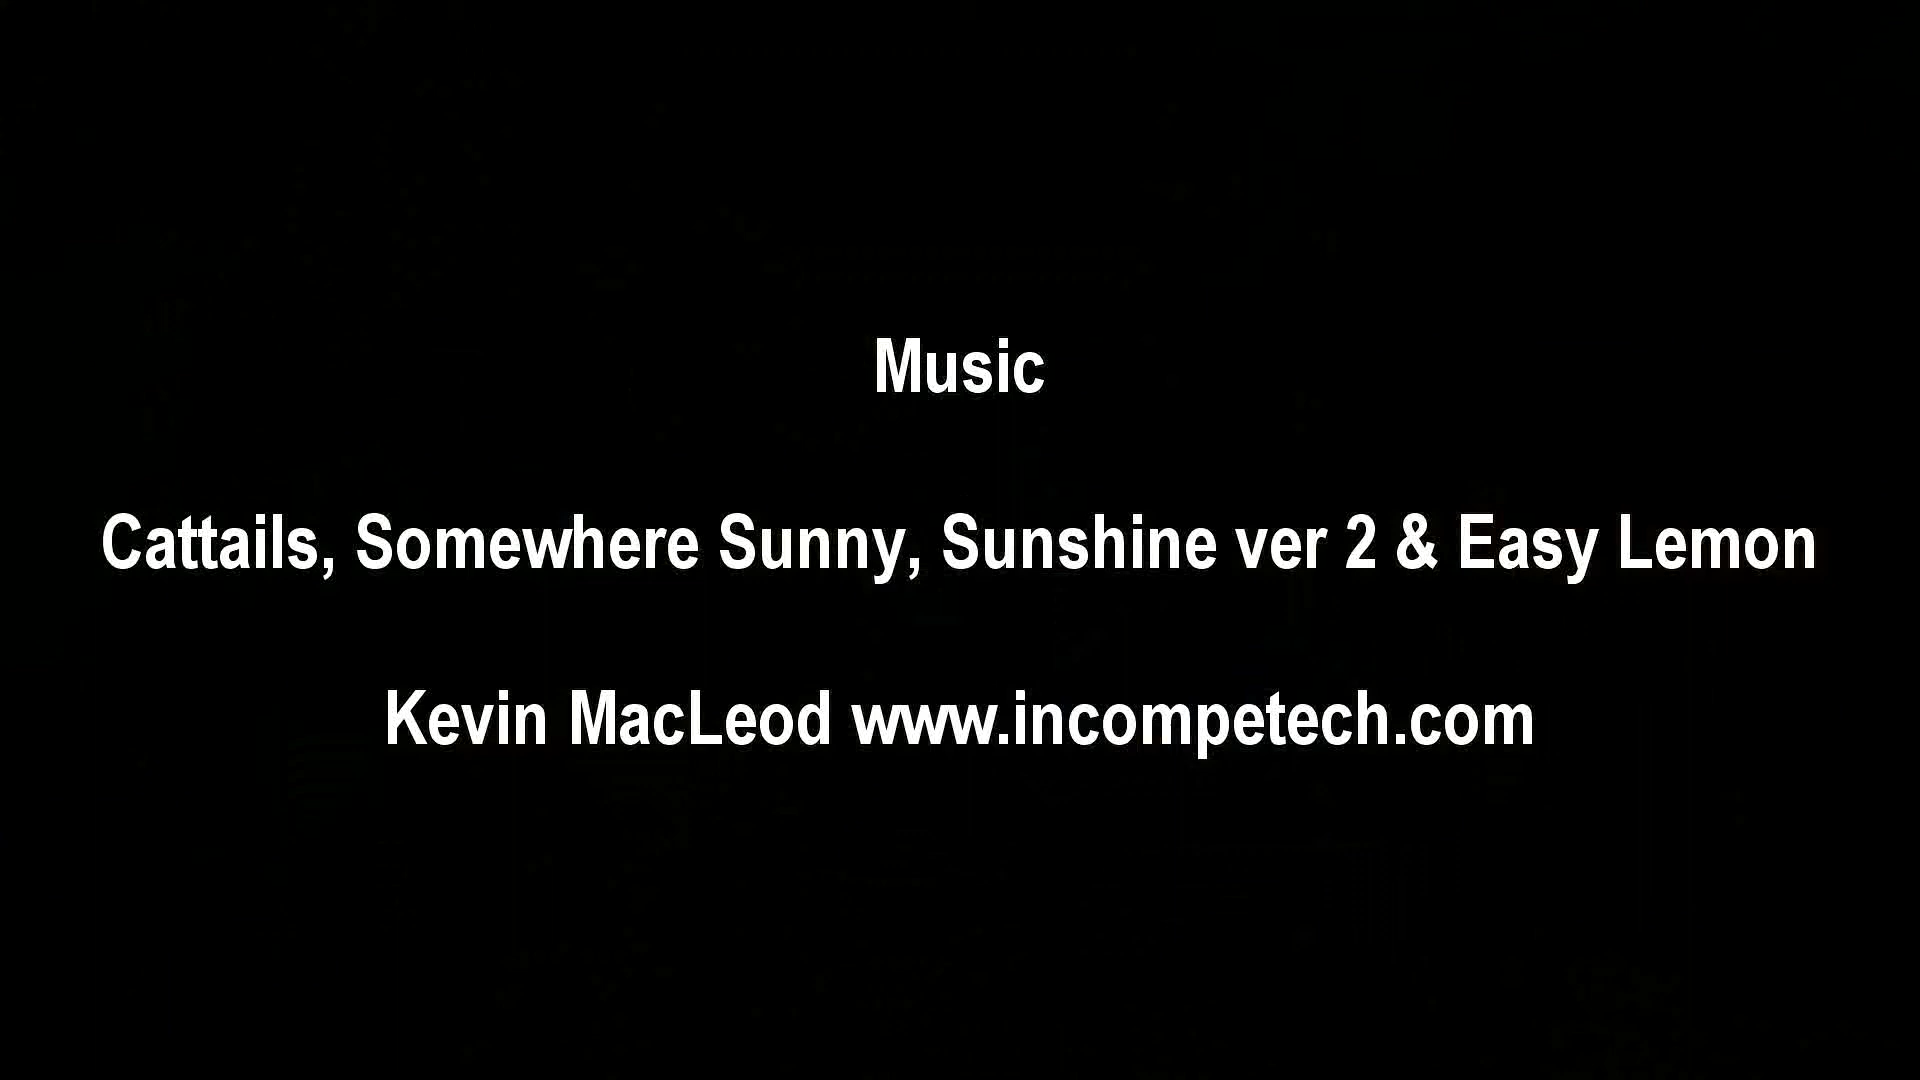 Music
Cattails, Somewhere Sunny, Sunshine ver 2 & Easy Lemon
Kevin MacLeod www.incompetech.com